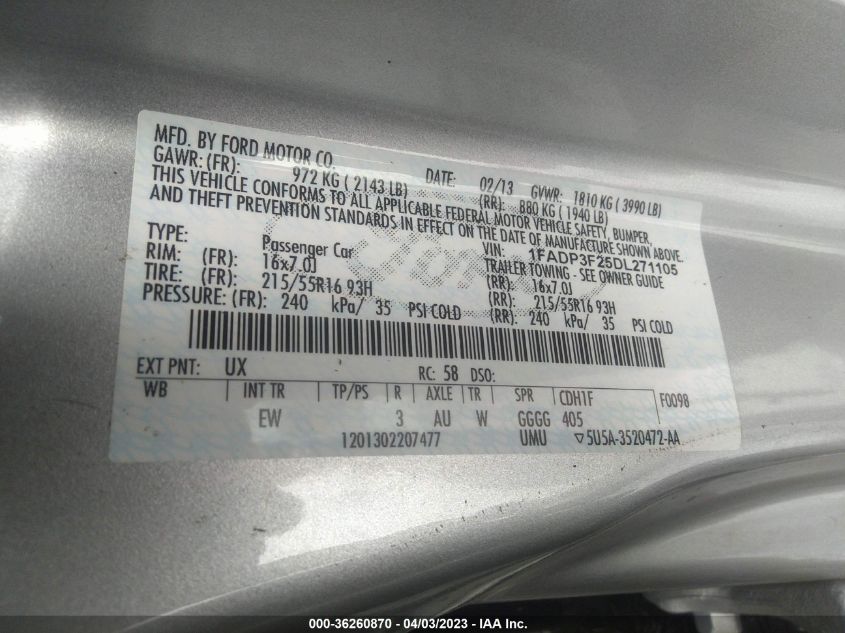 MFD. BY FORD MOTOR CO.
DATE: 02/13 GVWR: 1810 KG ( 3990 LB)
GAWR: (FR): 972 KG ( 2143 LB) (RR): 880 KG ( 1940 LB)
THIS VEHICLE CONFORMS TO ALL APPLICABLE FEDERAL MOTOR VEHICLE SAFETY, BUMPER,
AND THEFT PREVENTION STANDARDS IN EFFECT ON THE DATE OF MANUFACTURE SHOWN ABOVE.
VIN: 1FADP3F25DL271105
TYPE: Passenger Car TRAILER TOWING - SEE OWNER GUIDE
RIM: (FR): 16x7.0J (RR): 16x7.0J
TIRE: (FR): 215/55R16 93H (RR): 215/55R16 93H
PRESSURE: (FR): 240 kPa/ 35 PSI COLD (RR): 240 kPa/ 35 PSI COLD
EXT PNT: UX RC: 58 DSO:
WB INT TR TP/PS R AXLE TR SPR CDH1F F0098
EW 3 AU W GGGG 405
1201302207477 UMU ▽5U5A-3520472-AA
000-36260870 - 04/03/2023 - IAA Inc.